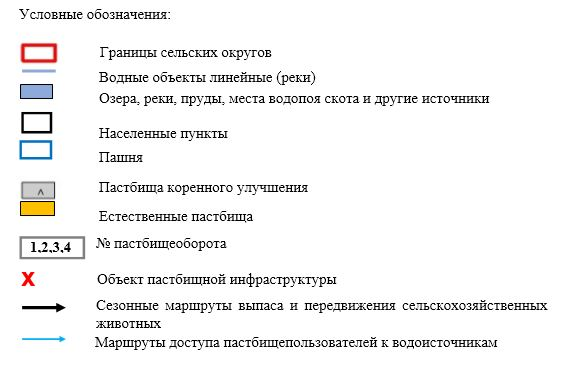 Условные обозначения:
Границы сельских округов
Водные объекты линейные (реки)
Озера, реки, пруды, места водопоя скота и другие источники
Населенные пункты
Пашня
^ Пастбища коренного улучшения
Естественные пастбища
1,2,3,4 № пастбищеоборота
X Объект пастбищной инфраструктуры
Сезонные маршруты выпаса и передвижения сельскохозяйственных
животных
Маршруты доступа пастбищепользователей к водоисточникам